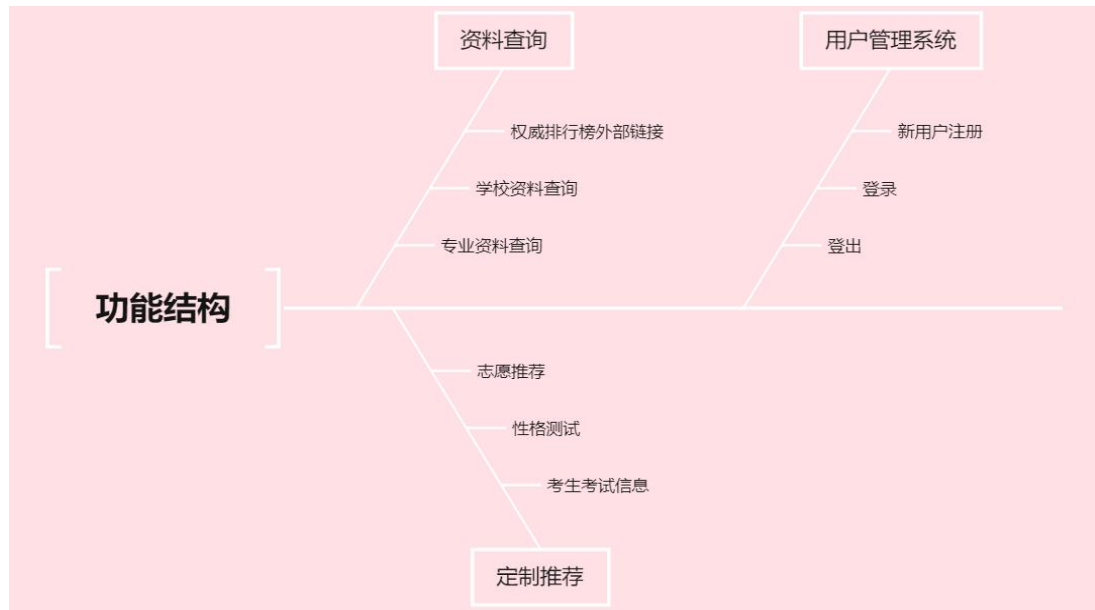 资料查询
用户管理系统
权威排行榜外部链接
新用户注册
学校资料查询
登录
专业资料查询
登出
功能结构
志愿推荐
性格测试
考生考试信息
定制推荐